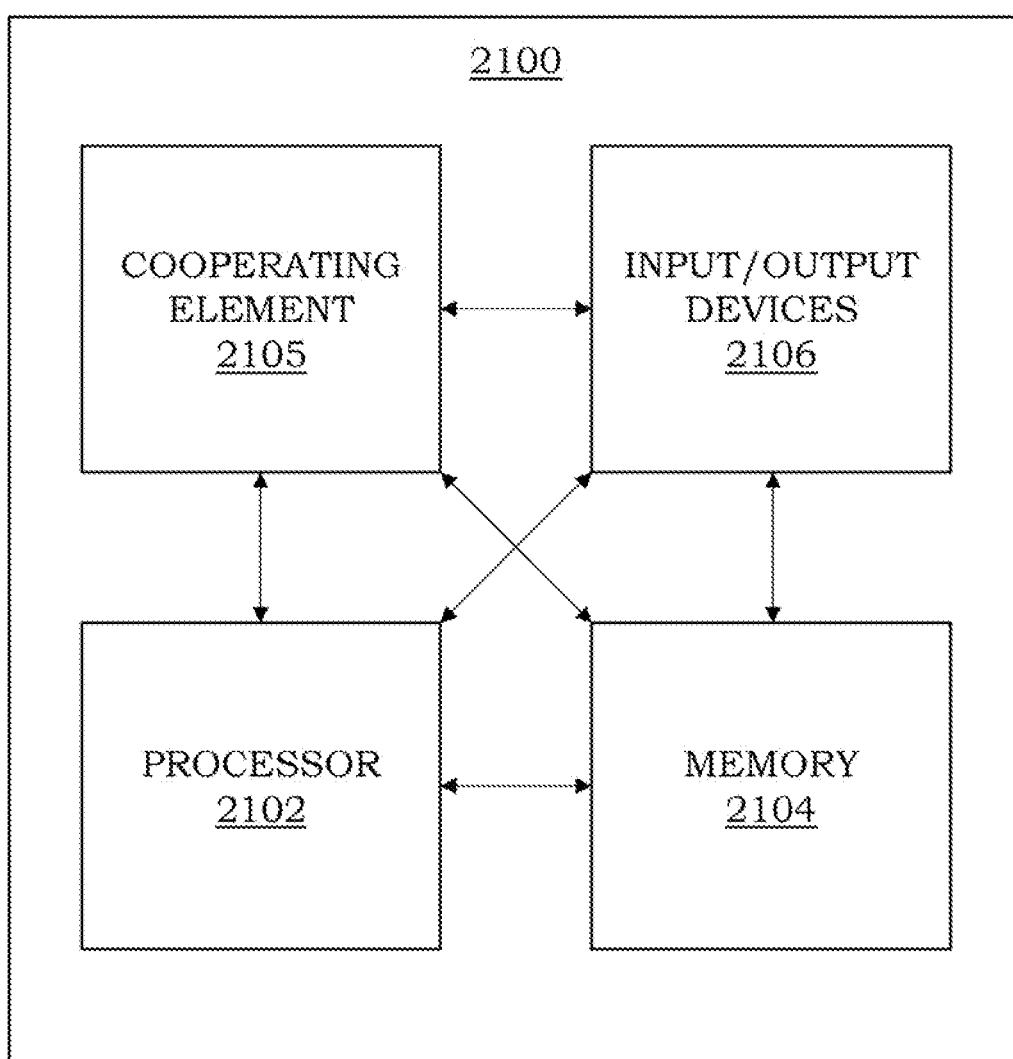 2100
COOPERATING
ELEMENT
2105
INPUT/OUTPUT
DEVICES
2106
PROCESSOR
2102
MEMORY
2104